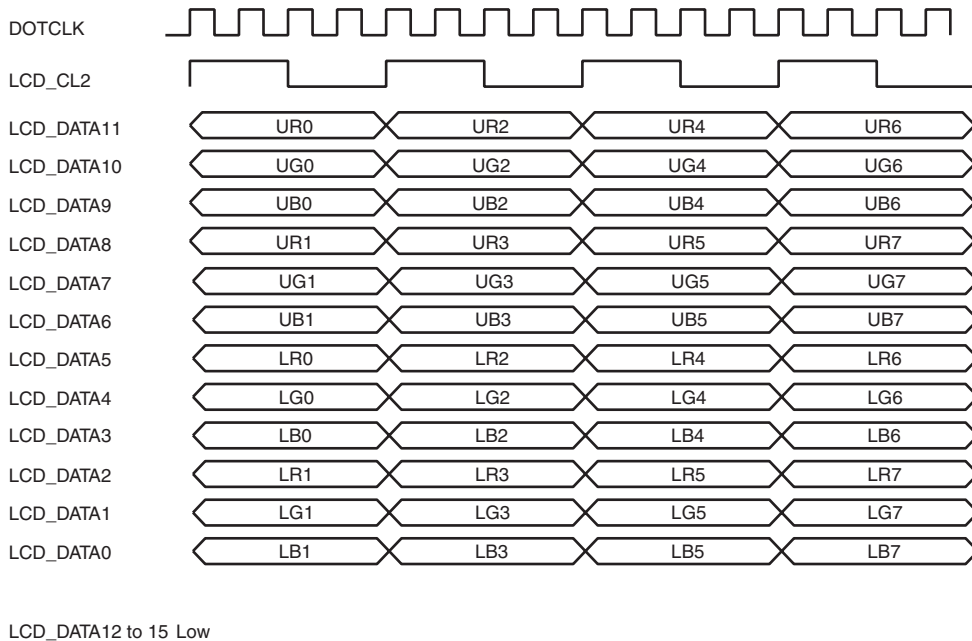 DOTCLK
LCD_CL2
LCD_DATA11 UR0 UR2 UR4 UR6
LCD_DATA10 UG0 UG2 UG4 UG6
LCD_DATA9 UB0 UB2 UB4 UB6
LCD_DATA8 UR1 UR3 UR5 UR7
LCD_DATA7 UG1 UG3 UG5 UG7
LCD_DATA6 UB1 UB3 UB5 UB7
LCD_DATA5 LR0 LR2 LR4 LR6
LCD_DATA4 LG0 LG2 LG4 LG6
LCD_DATA3 LB0 LB2 LB4 LB6
LCD_DATA2 LR1 LR3 LR5 LR7
LCD_DATA1 LG1 LG3 LG5 LG7
LCD_DATA0 LB1 LB3 LB5 LB7
LCD_DATA12 to 15 Low